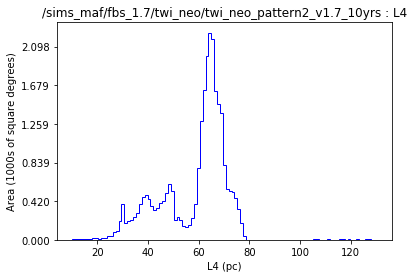 /sims_maf/fbs_1.7/twi_neo/twi_neo_pattern2_v1.7_10yrs : L4
2.098
1.679
1.259
0.839
0.420
0.000
Area (1000s of square degrees)
20 40 60 80 100 120
L4 (pc)